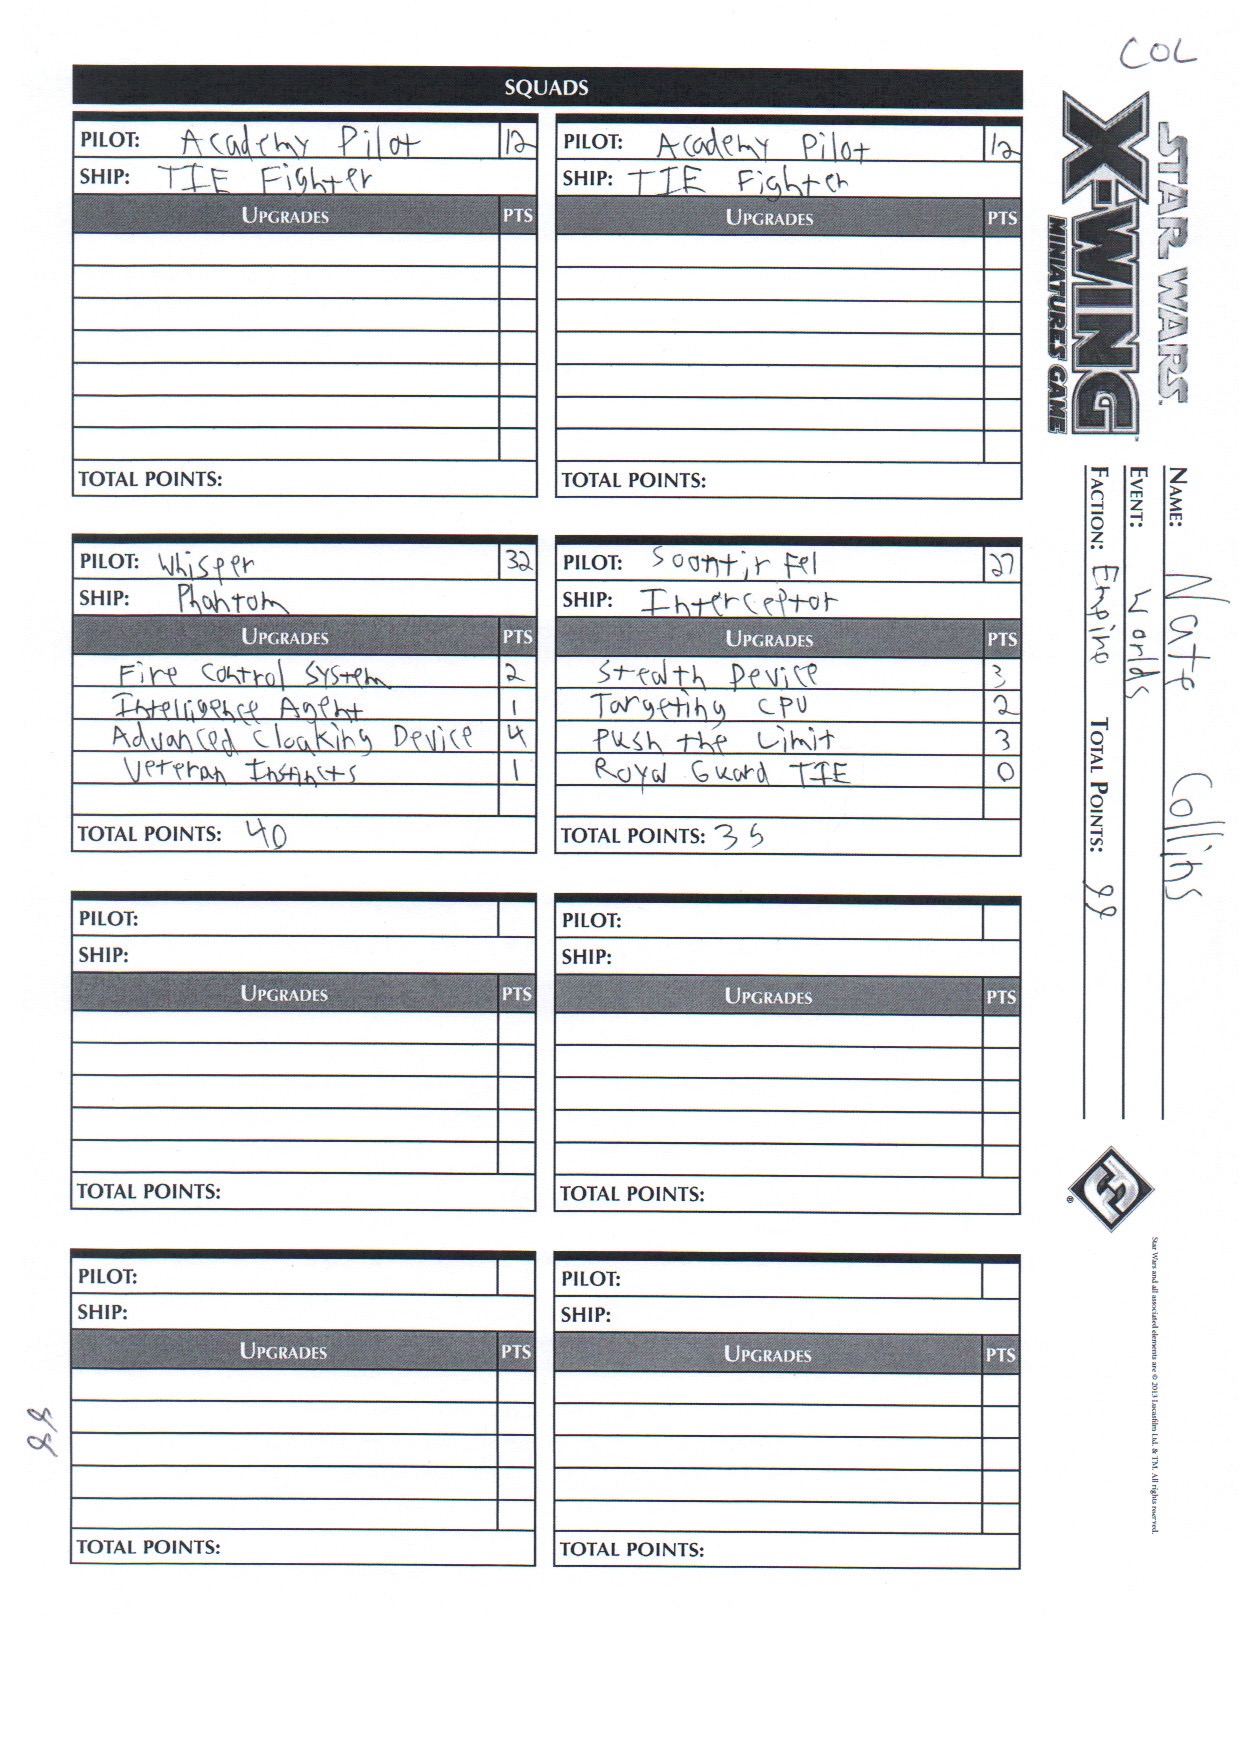 COL
SQUADS
PILOT: Academy Pilot 12
SHIP: TIE Fighter
UPGRADES PTS
TOTAL POINTS:
PILOT: Academy Pilot 12
SHIP: TIE Fighter
UPGRADES PTS
TOTAL POINTS:
PILOT: Whisper 32
SHIP: Phantom
UPGRADES PTS
Fire Control System 2
Intelligence Agent 1
Advanced Cloaking Device 4
Veteran Instincts 1
TOTAL POINTS: 40
PILOT: Soontir Fel 27
SHIP: Interceptor
UPGRADES PTS
Stealth Device 3
Targeting CPU 2
Push the Limit 3
Royal Guard TIE 0
TOTAL POINTS: 35
PILOT:
SHIP:
UPGRADES PTS
TOTAL POINTS:
PILOT:
SHIP:
UPGRADES PTS
TOTAL POINTS:
PILOT:
SHIP:
UPGRADES PTS
TOTAL POINTS:
PILOT:
SHIP:
UPGRADES PTS
TOTAL POINTS:
STAR WARS™
X-WING™
MINIATURES GAME
NAME: Nate Collins
EVENT: Worlds
FACTION: Empire TOTAL POINTS: 99
®
Star Wars and all associated elements are © 2013 Lucasfilm Ltd. & TM. All rights reserved.